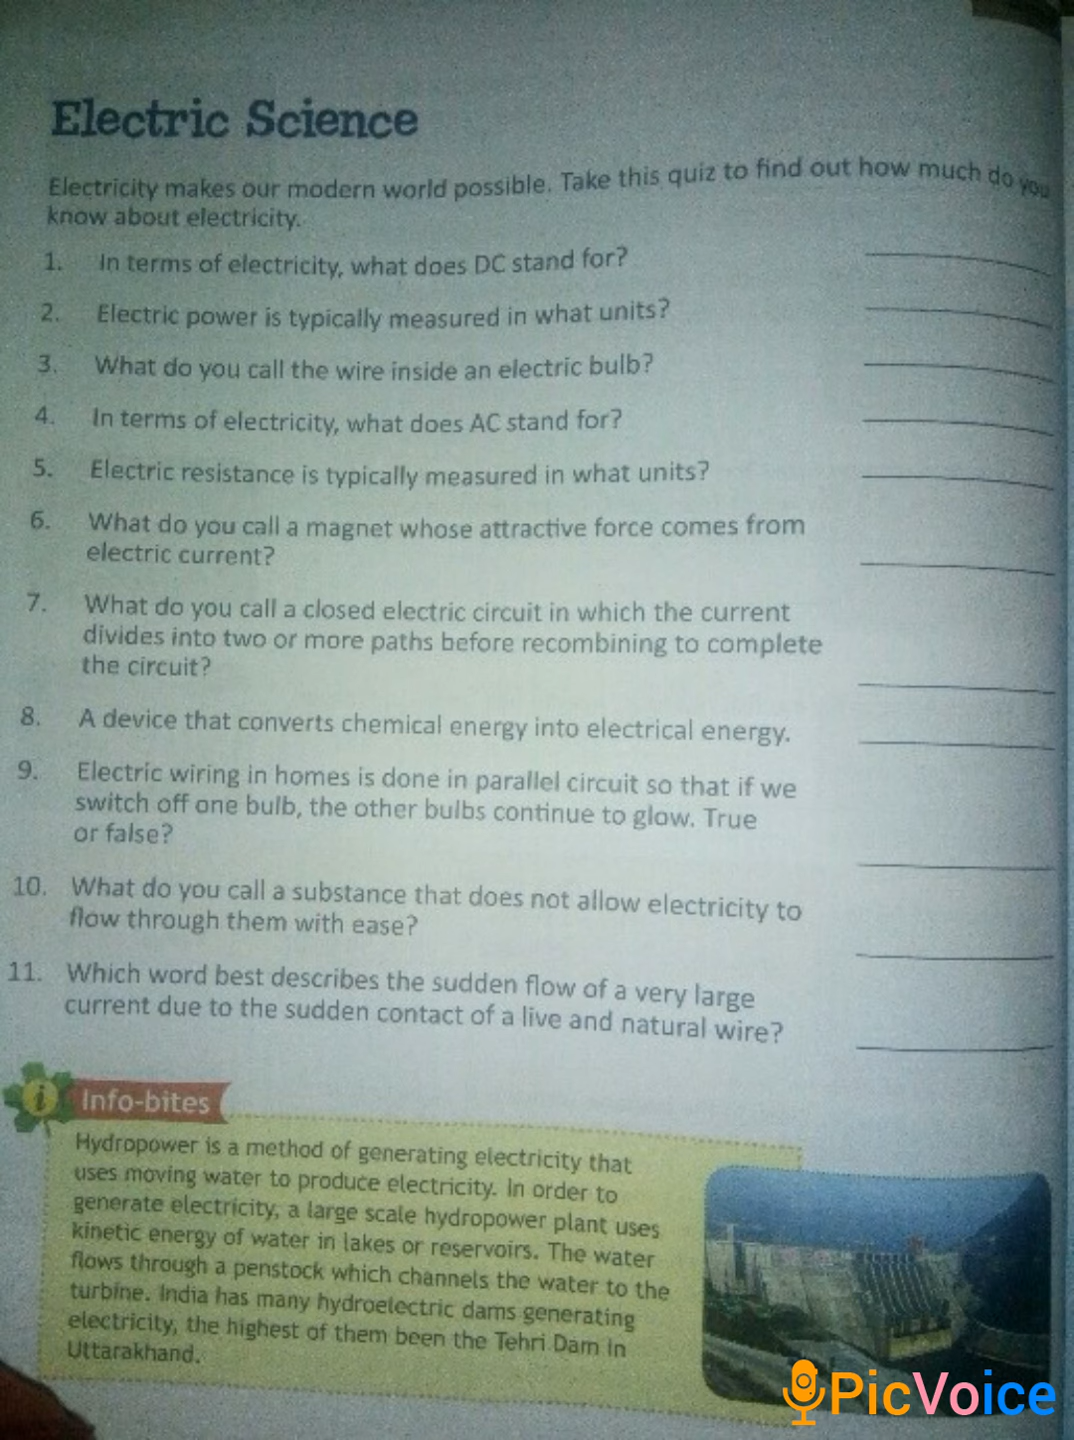 Electric Science
Electricity makes our modern world possible. Take this quiz to find out how much do you
know about electricity.
1. In terms of electricity, what does DC stand for?
2. Electric power is typically measured in what units?
3. What do you call the wire inside an electric bulb?
4. In terms of electricity, what does AC stand for?
5. Electric resistance is typically measured in what units?
6. What do you call a magnet whose attractive force comes from
electric current?
7. What do you call a closed electric circuit in which the current
divides into two or more paths before recombining to complete
the circuit?
8. A device that converts chemical energy into electrical energy.
9. Electric wiring in homes is done in parallel circuit so that if we
switch off one bulb, the other bulbs continue to glow. True
or false?
10. What do you call a substance that does not allow electricity to
flow through them with ease?
11. Which word best describes the sudden flow of a very large
current due to the sudden contact of a live and natural wire?
i Info-bites
Hydropower is a method of generating electricity that
uses moving water to produce electricity. In order to
generate electricity, a large scale hydropower plant uses
kinetic energy of water in lakes or reservoirs. The water
flows through a penstock which channels the water to the
turbine. India has many hydroelectric dams generating
electricity, the highest of them been the Tehri Dam in
Uttarakhand.
PicVoice